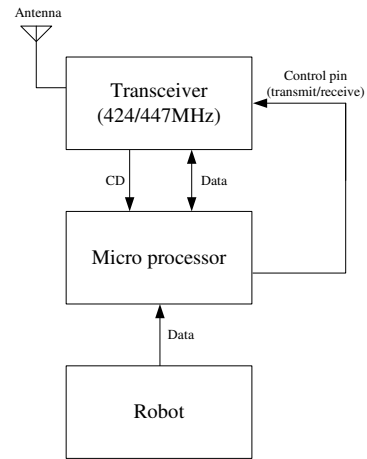 Antenna
Transceiver
(424/447MHz)
Control pin
(transmit/receive)
CD
Data
Micro processor
Data
Robot